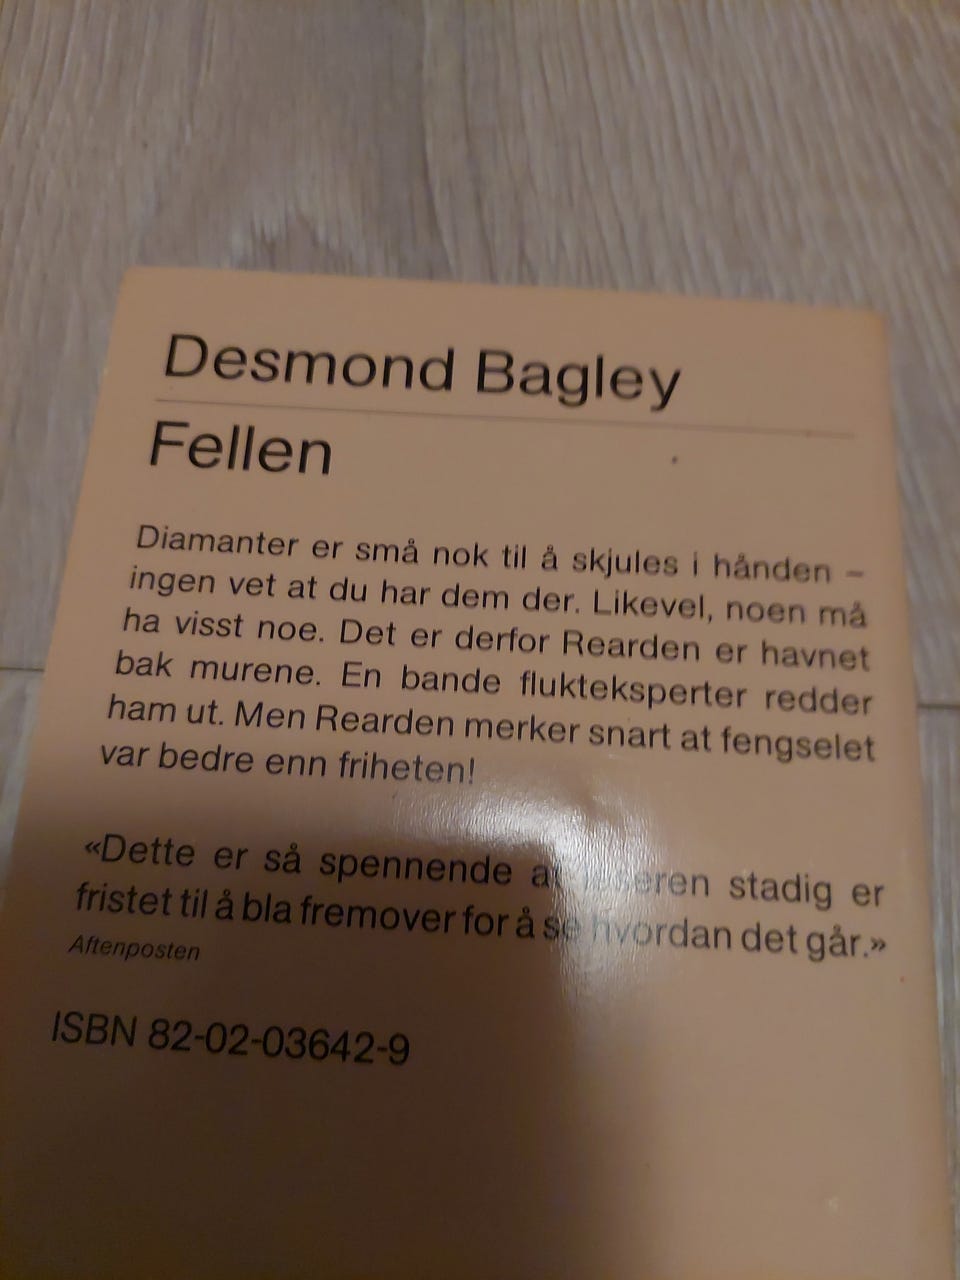 Desmond Bagley
Fellen
Diamanter er små nok til å skjules i hånden –
ingen vet at du har dem der. Likevel, noen må
ha visst noe. Det er derfor Rearden er havnet
bak murene. En bande flukteksperter redder
ham ut. Men Rearden merker snart at fengselet
var bedre enn friheten!
«Dette er så spennende at leseren stadig er
fristet til å bla fremover for å se hvordan det går.»
Aftenposten
ISBN 82-02-03642-9